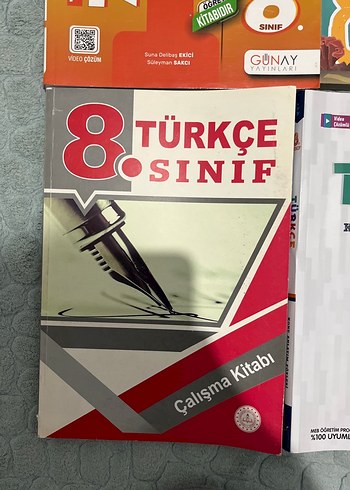 ÖĞRE
KİTABIDIR.
8.
SINIF
VİDEO ÇÖZÜM
Suna Delibaş EKİCİ
Süleyman SAKCI
GÜNAY
YAYINLARI
8.
TÜRKÇE
SINIF
Çalışma Kitabı
Video
TÜRKÇE
MEB ÖĞRETİM PRO
%100 UYUML